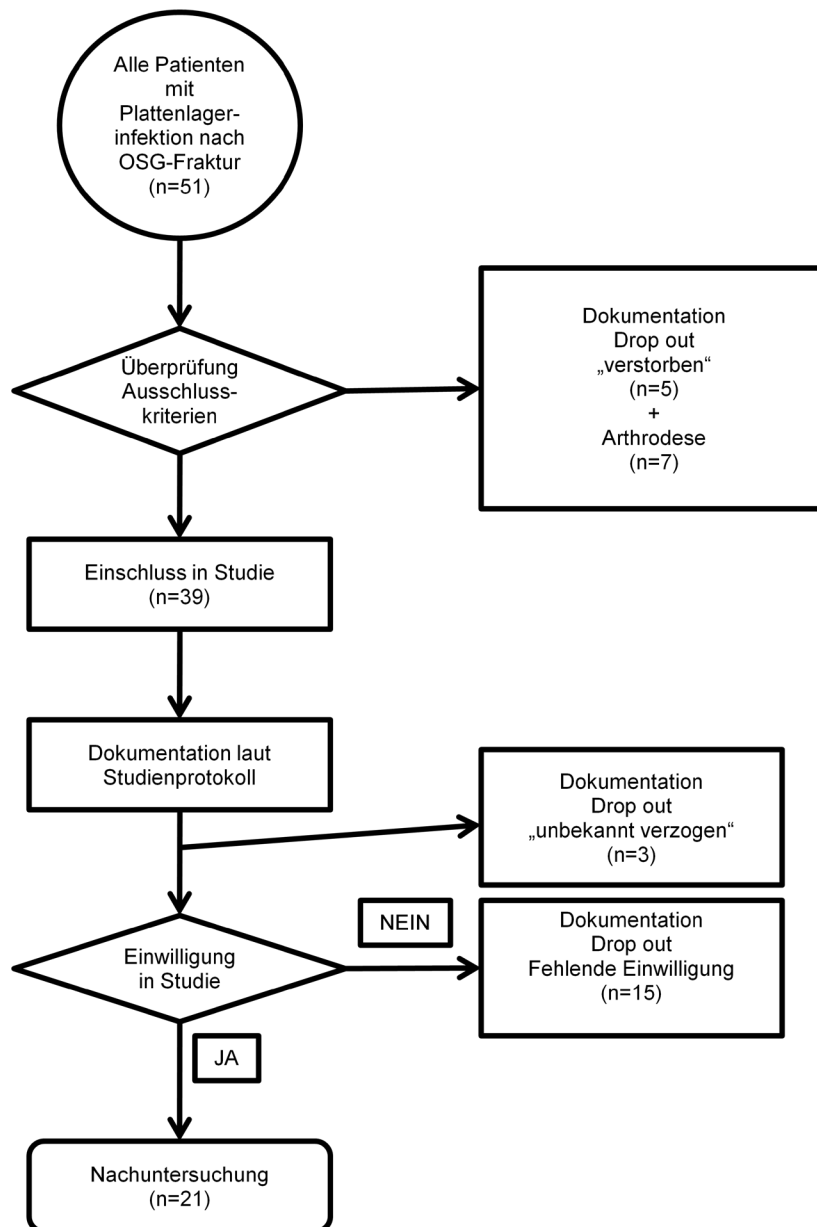 Alle Patienten
mit
Plattenlager-
infektion nach
OSG-Fraktur
(n=51)
Überprüfung
Ausschluss-
kriterien
Dokumentation
Drop out
„verstorben“
(n=5)
+
Arthrodese
(n=7)
Einschluss in Studie
(n=39)
Dokumentation laut
Studienprotokoll
Dokumentation
Drop out
„unbekannt verzogen“
(n=3)
Einwilligung
in Studie
NEIN
Dokumentation
Drop out
Fehlende Einwilligung
(n=15)
JA
Nachuntersuchung
(n=21)